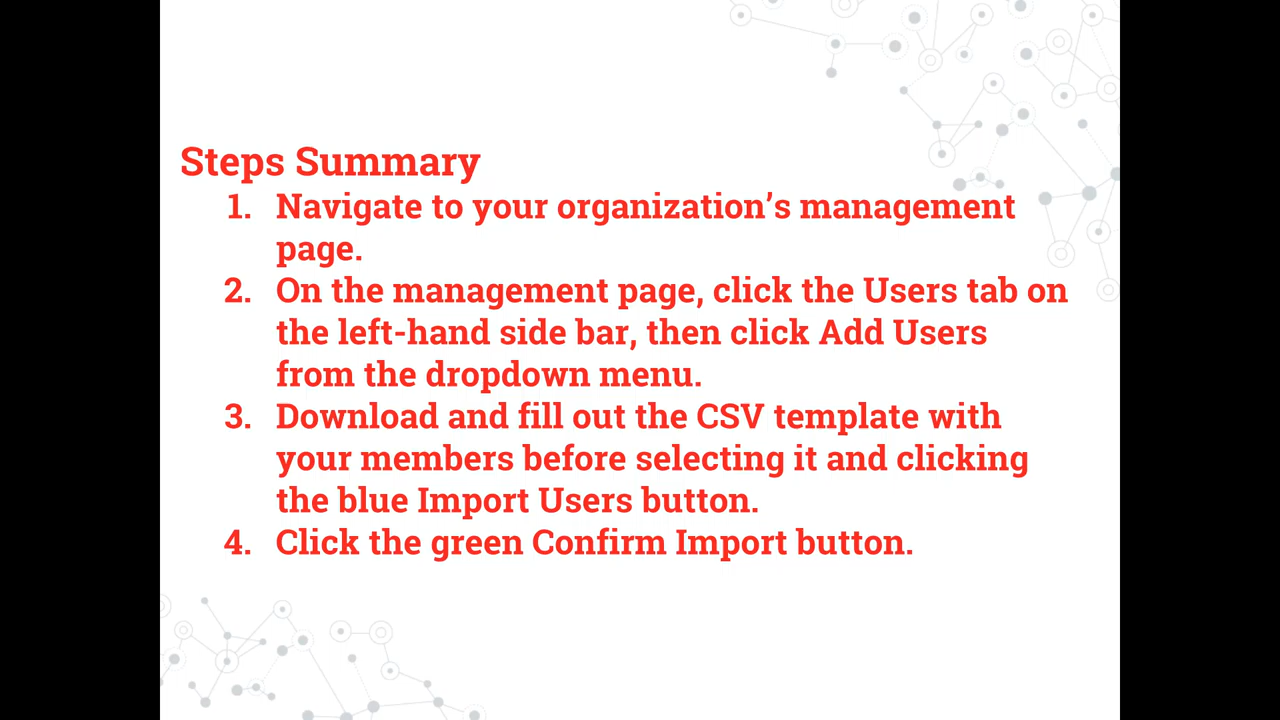 Steps Summary
1. Navigate to your organization’s management
page.
2. On the management page, click the Users tab on
the left-hand side bar, then click Add Users
from the dropdown menu.
3. Download and fill out the CSV template with
your members before selecting it and clicking
the blue Import Users button.
4. Click the green Confirm Import button.